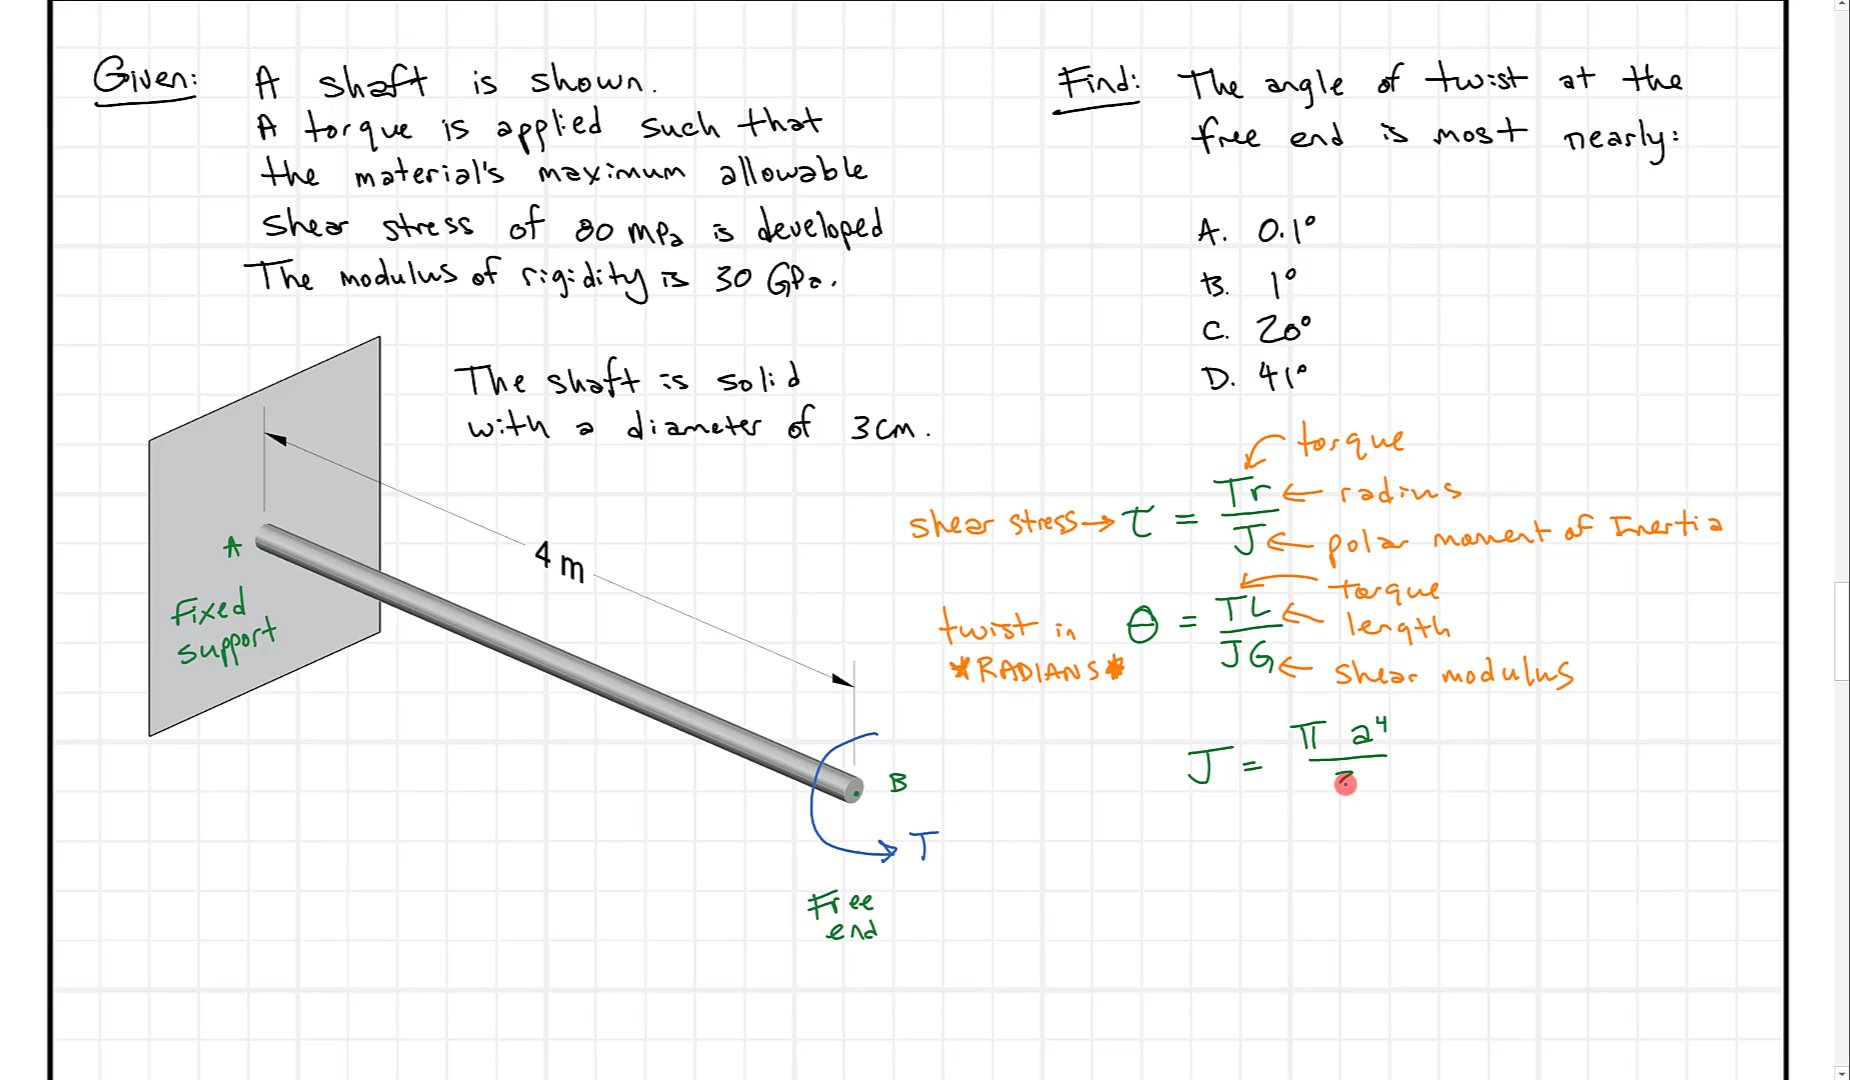 Given: A shaft is shown.
A torque is applied such that
the material's maximum allowable
shear stress of 80 MPa is developed
The modulus of rigidity is 30 GPa.
The shaft is solid
with a diameter of 3cm.
Find: The angle of twist at the
free end is most nearly:
A. 0.1°
B. 1°
C. 20°
D. 41°
A
Fixed
support
4 m
B
T
Free
end
torque
shear stress → τ = Tr ← radius
J ← polar moment of Inertia
torque
twist in θ = TL ← length
*RADIANS* JG ← shear modulus
J = π a⁴